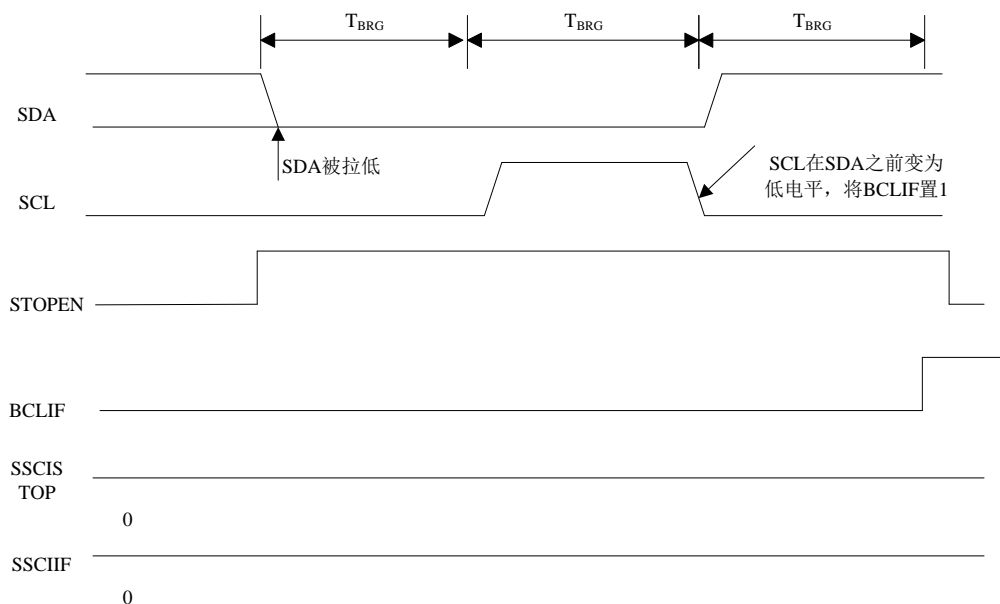 TBRG TBRG TBRG
SDA
SDA被拉低
SCL在SDA之前变为
低电平，将BCLIF置1
SCL
STOPEN
BCLIF
SSCIS
TOP
0
SSCIIF
0